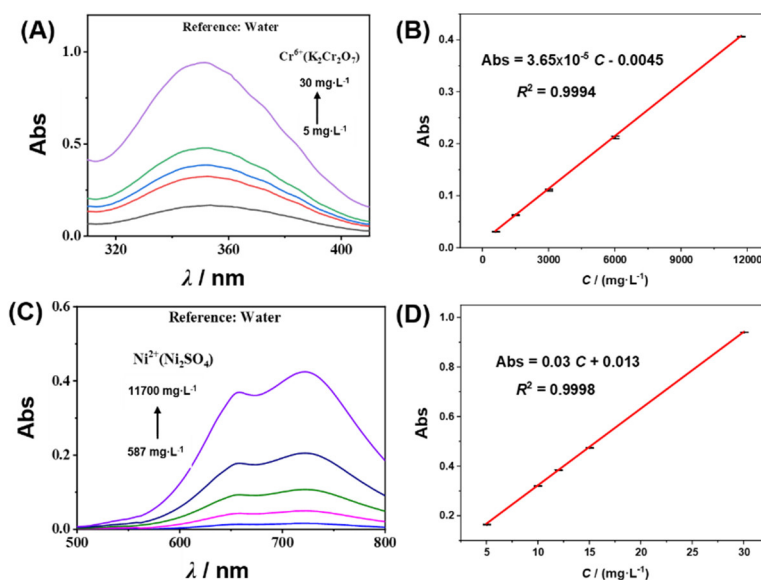 (A)
Reference: Water
Cr⁶⁺(K₂Cr₂O₇)
30 mg·L⁻¹
5 mg·L⁻¹
1.0
0.5
0.0
Abs
320
360
400
λ / nm
(B)
Abs = 3.65x10⁻⁵ C - 0.0045
R² = 0.9994
0.4
0.3
0.2
0.1
0.0
Abs
0
3000
6000
9000
12000
C / (mg·L⁻¹)
(C)
Reference: Water
Ni²⁺(Ni₂SO₄)
11700 mg·L⁻¹
587 mg·L⁻¹
0.6
0.4
0.2
0.0
Abs
500
600
700
800
λ / nm
(D)
Abs = 0.03 C + 0.013
R² = 0.9998
1.0
0.8
0.6
0.4
0.2
Abs
5
10
15
20
25
30
C / (mg·L⁻¹)